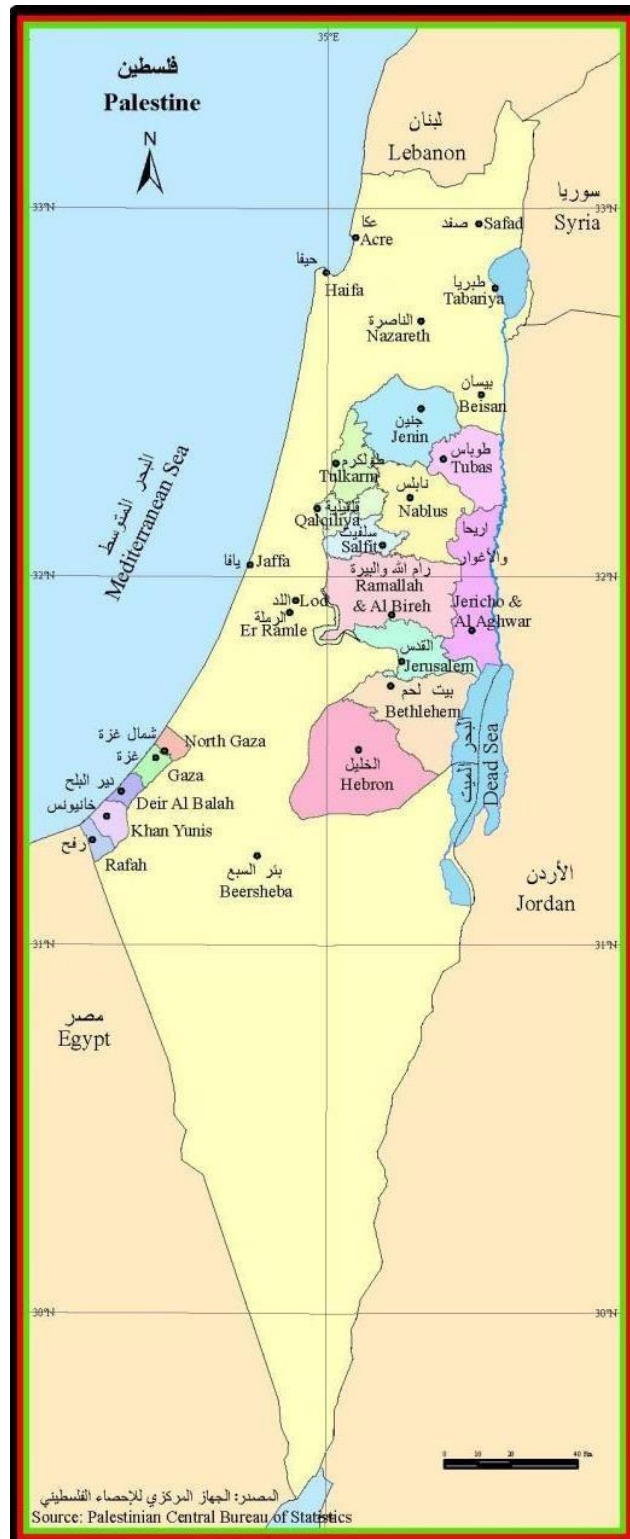 35°E
فلسطين
Palestine
N
لبنان
Lebanon
سوريا
Syria
33°N
33°N
عكا
Acre
صفد
Safad
حيفا
Haifa
طبريا
Tabariya
الناصرة
Nazareth
بيسان
Beisan
جنين
Jenin
طوباس
Tubas
طولكرم
Tulkarm
نابلس
Nablus
قلقيلية
Qalqiliya
سلفيت
Salfit
اريحا
والأغوار
Jericho &
Al Aghwar
البحر المتوسط
Mediterranean Sea
يافا
Jaffa
32°N
32°N
رام الله والبيرة
Ramallah
& Al Bireh
اللد
Lod
الرملة
Er Ramle
القدس
Jerusalem
بيت لحم
Bethlehem
البحر الميت
Dead Sea
شمال غزة
North Gaza
غزة
Gaza
دير البلح
Deir Al Balah
خانيونس
Khan Yunis
رفح
Rafah
الخليل
Hebron
بئر السبع
Beersheba
الأردن
Jordan
31°N
31°N
مصر
Egypt
30°N
30°N
0 10 20 40
المصدر: الجهاز المركزي للإحصاء الفلسطيني
Source: Palestinian Central Bureau of Statistics